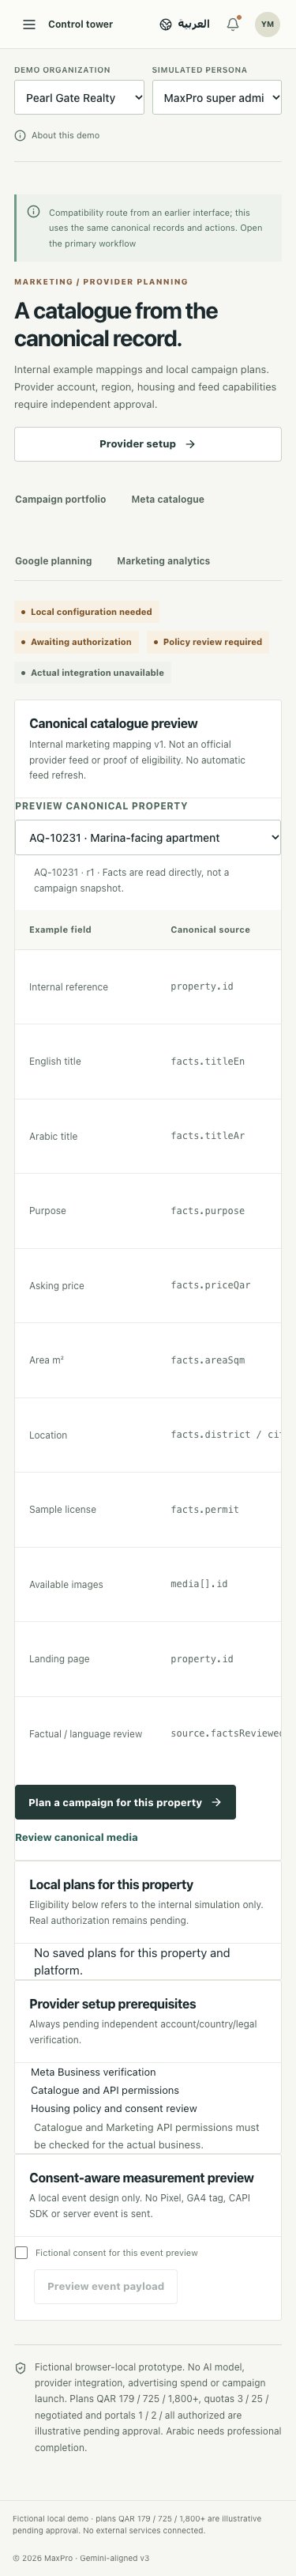 Control tower
العربية
YM
DEMO ORGANIZATION
SIMULATED PERSONA
Pearl Gate Realty
MaxPro super admi
About this demo
Compatibility route from an earlier interface; this
uses the same canonical records and actions. Open
the primary workflow
MARKETING / PROVIDER PLANNING
A catalogue from the
canonical record.
Internal example mappings and local campaign plans.
Provider account, region, housing and feed capabilities
require independent approval.
Provider setup →
Campaign portfolio
Meta catalogue
Google planning
Marketing analytics
Local configuration needed
Awaiting authorization
Policy review required
Actual integration unavailable
Canonical catalogue preview
Internal marketing mapping v1. Not an official
provider feed or proof of eligibility. No automatic
feed refresh.
PREVIEW CANONICAL PROPERTY
AQ-10231 · Marina-facing apartment
AQ-10231 · r1 · Facts are read directly, not a
campaign snapshot.
Example field
Canonical source
Internal reference
property.id
English title
facts.titleEn
Arabic title
facts.titleAr
Purpose
facts.purpose
Asking price
facts.priceQar
Area m²
facts.areaSqm
Location
facts.district / cit
Sample license
facts.permit
Available images
media[].id
Landing page
property.id
Factual / language review
source.factsReviewed
Plan a campaign for this property →
Review canonical media
Local plans for this property
Eligibility below refers to the internal simulation only.
Real authorization remains pending.
No saved plans for this property and
platform.
Provider setup prerequisites
Always pending independent account/country/legal
verification.
Meta Business verification
Catalogue and API permissions
Housing policy and consent review
Catalogue and Marketing API permissions must
be checked for the actual business.
Consent-aware measurement preview
A local event design only. No Pixel, GA4 tag, CAPI
SDK or server event is sent.
Fictional consent for this event preview
Preview event payload
Fictional browser-local prototype. No AI model,
provider integration, advertising spend or campaign
launch. Plans QAR 179 / 725 / 1,800+, quotas 3 / 25 /
negotiated and portals 1 / 2 / all authorized are
illustrative pending approval. Arabic needs professional
completion.
Fictional local demo · plans QAR 179 / 725 / 1,800+ are illustrative
pending approval. No external services connected.
© 2026 MaxPro · Gemini-aligned v3